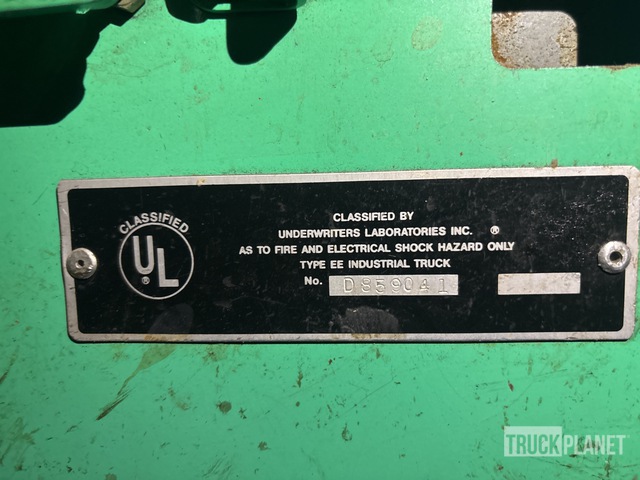 CLASSIFIED
UL
®
CLASSIFIED BY
UNDERWRITERS LABORATORIES INC. ®
AS TO FIRE AND ELECTRICAL SHOCK HAZARD ONLY
TYPE EE INDUSTRIAL TRUCK
No. D859041
TRUCKPLANET